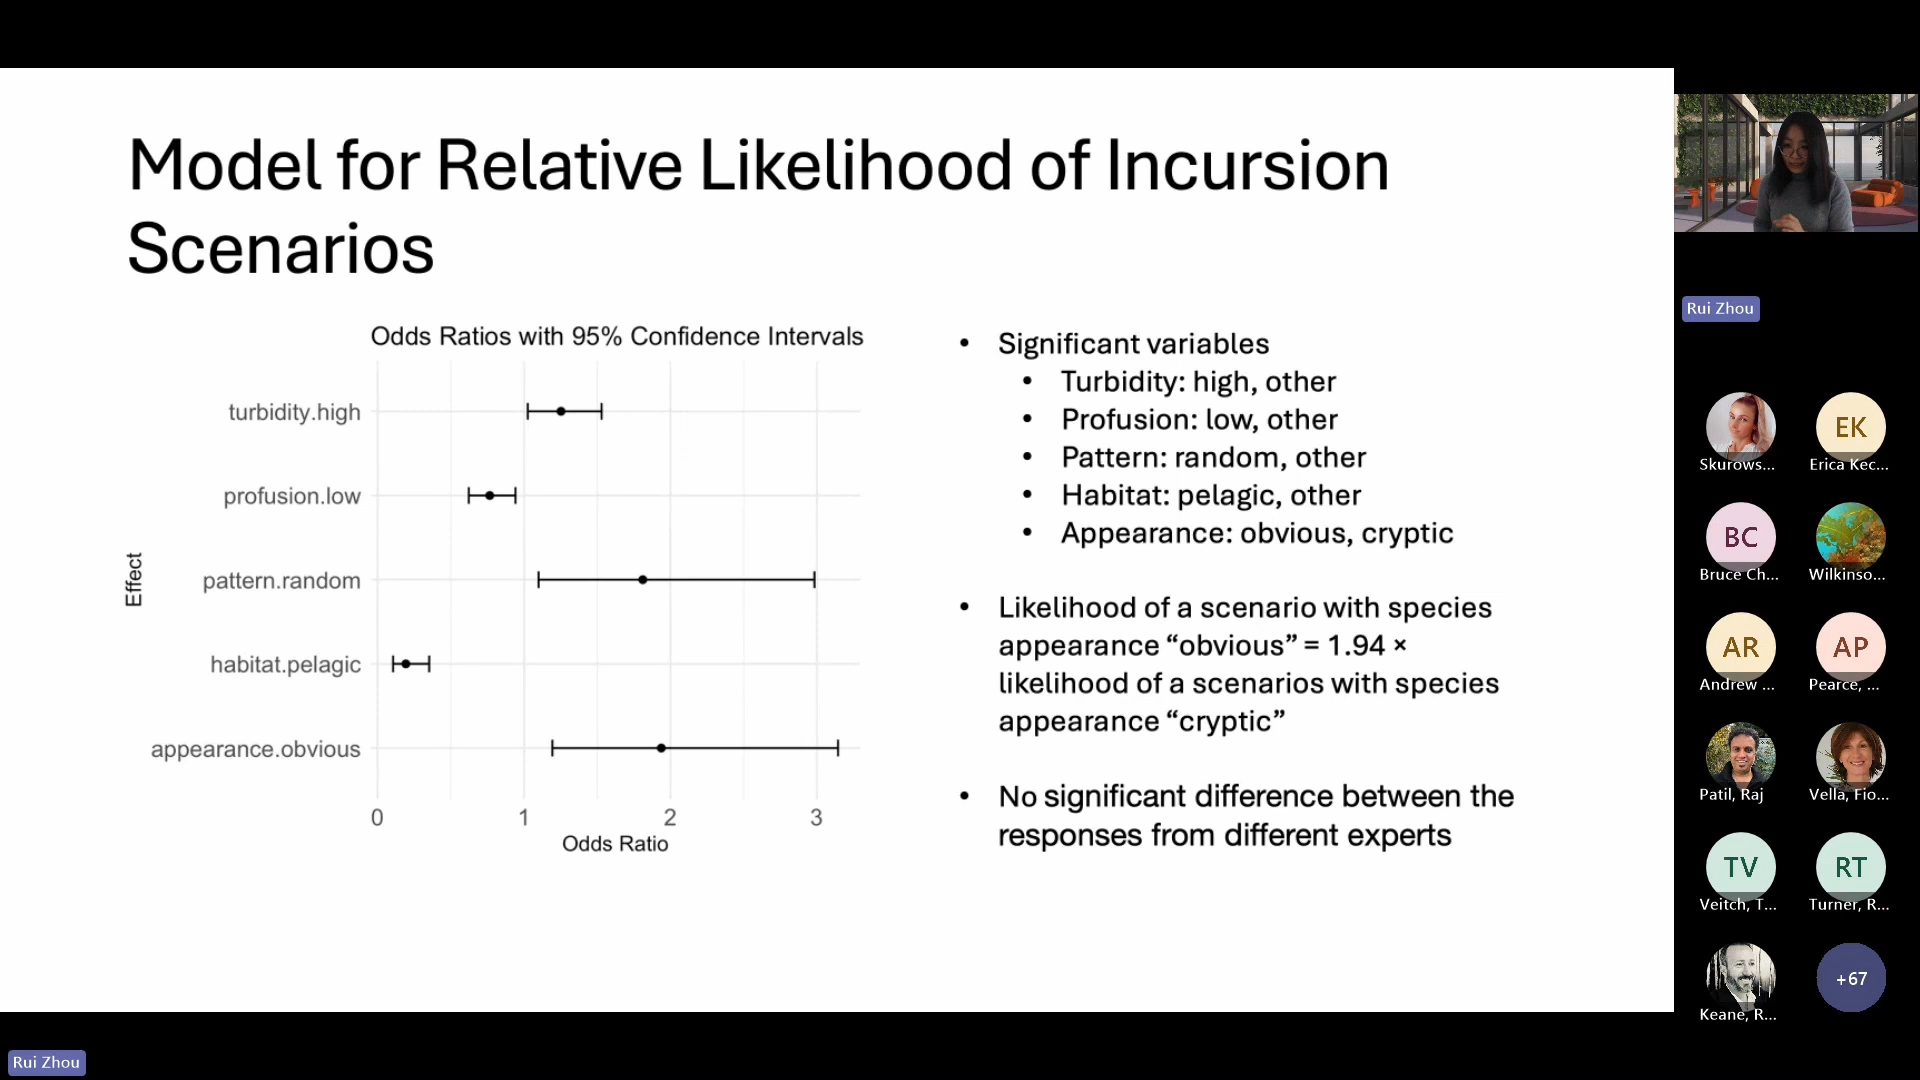 Model for Relative Likelihood of Incursion
Scenarios
Odds Ratios with 95% Confidence Intervals
Effect
turbidity.high
profusion.low
pattern.random
habitat.pelagic
appearance.obvious
0 1 2 3
Odds Ratio
• Significant variables
• Turbidity: high, other
• Profusion: low, other
• Pattern: random, other
• Habitat: pelagic, other
• Appearance: obvious, cryptic
• Likelihood of a scenario with species
appearance “obvious” = 1.94 ×
likelihood of a scenarios with species
appearance “cryptic”
• No significant difference between the
responses from different experts
Rui Zhou
Skurows...
EK
Erica Kec...
BC
Bruce Ch...
Wilkinso...
AR
Andrew ...
AP
Pearce, ...
Patil, Raj
Vella, Fio...
TV
Veitch, T...
RT
Turner, R...
Keane, R...
+67
Rui Zhou